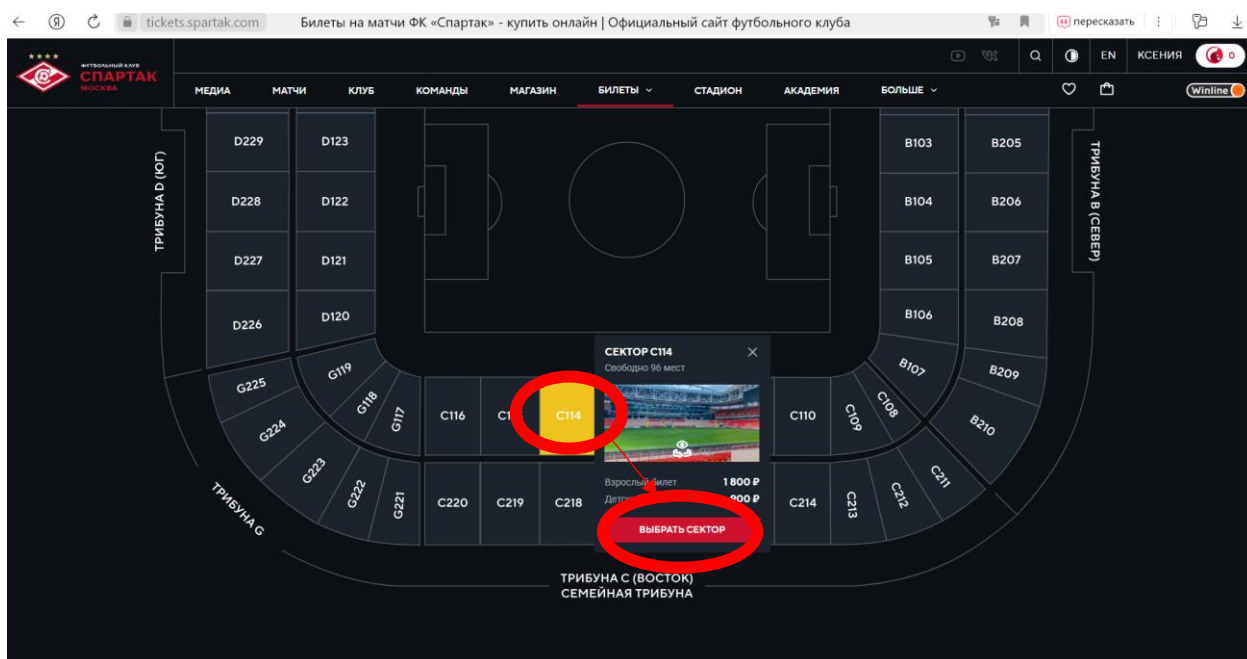 tickets.spartak.com
Билеты на матчи ФК «Спартак» - купить онлайн | Официальный сайт футбольного клуба
пересказать
ФУТБОЛЬНЫЙ КЛУБ
СПАРТАК
МОСКВА
EN
КСЕНИЯ
0
МЕДИА
МАТЧИ
КЛУБ
КОМАНДЫ
МАГАЗИН
БИЛЕТЫ
СТАДИОН
АКАДЕМИЯ
БОЛЬШЕ
Winline
ТРИБУНА D (ЮГ)
D229
D123
B103
B205
ТРИБУНА B (СЕВЕР)
D228
D122
B104
B206
D227
D121
B105
B207
D226
D120
B106
B208
СЕКТОР C114
Свободно 96 мест
G225
G119
B107
B209
G224
G118
G117
C116
C114
C110
C109
C108
B210
G223
G222
G221
C220
C219
C218
Взрослый билет 1 800 ₽
900 ₽
ВЫБРАТЬ СЕКТОР
C214
C213
C212
C211
ТРИБУНА G
ТРИБУНА C (ВОСТОК)
СЕМЕЙНАЯ ТРИБУНА